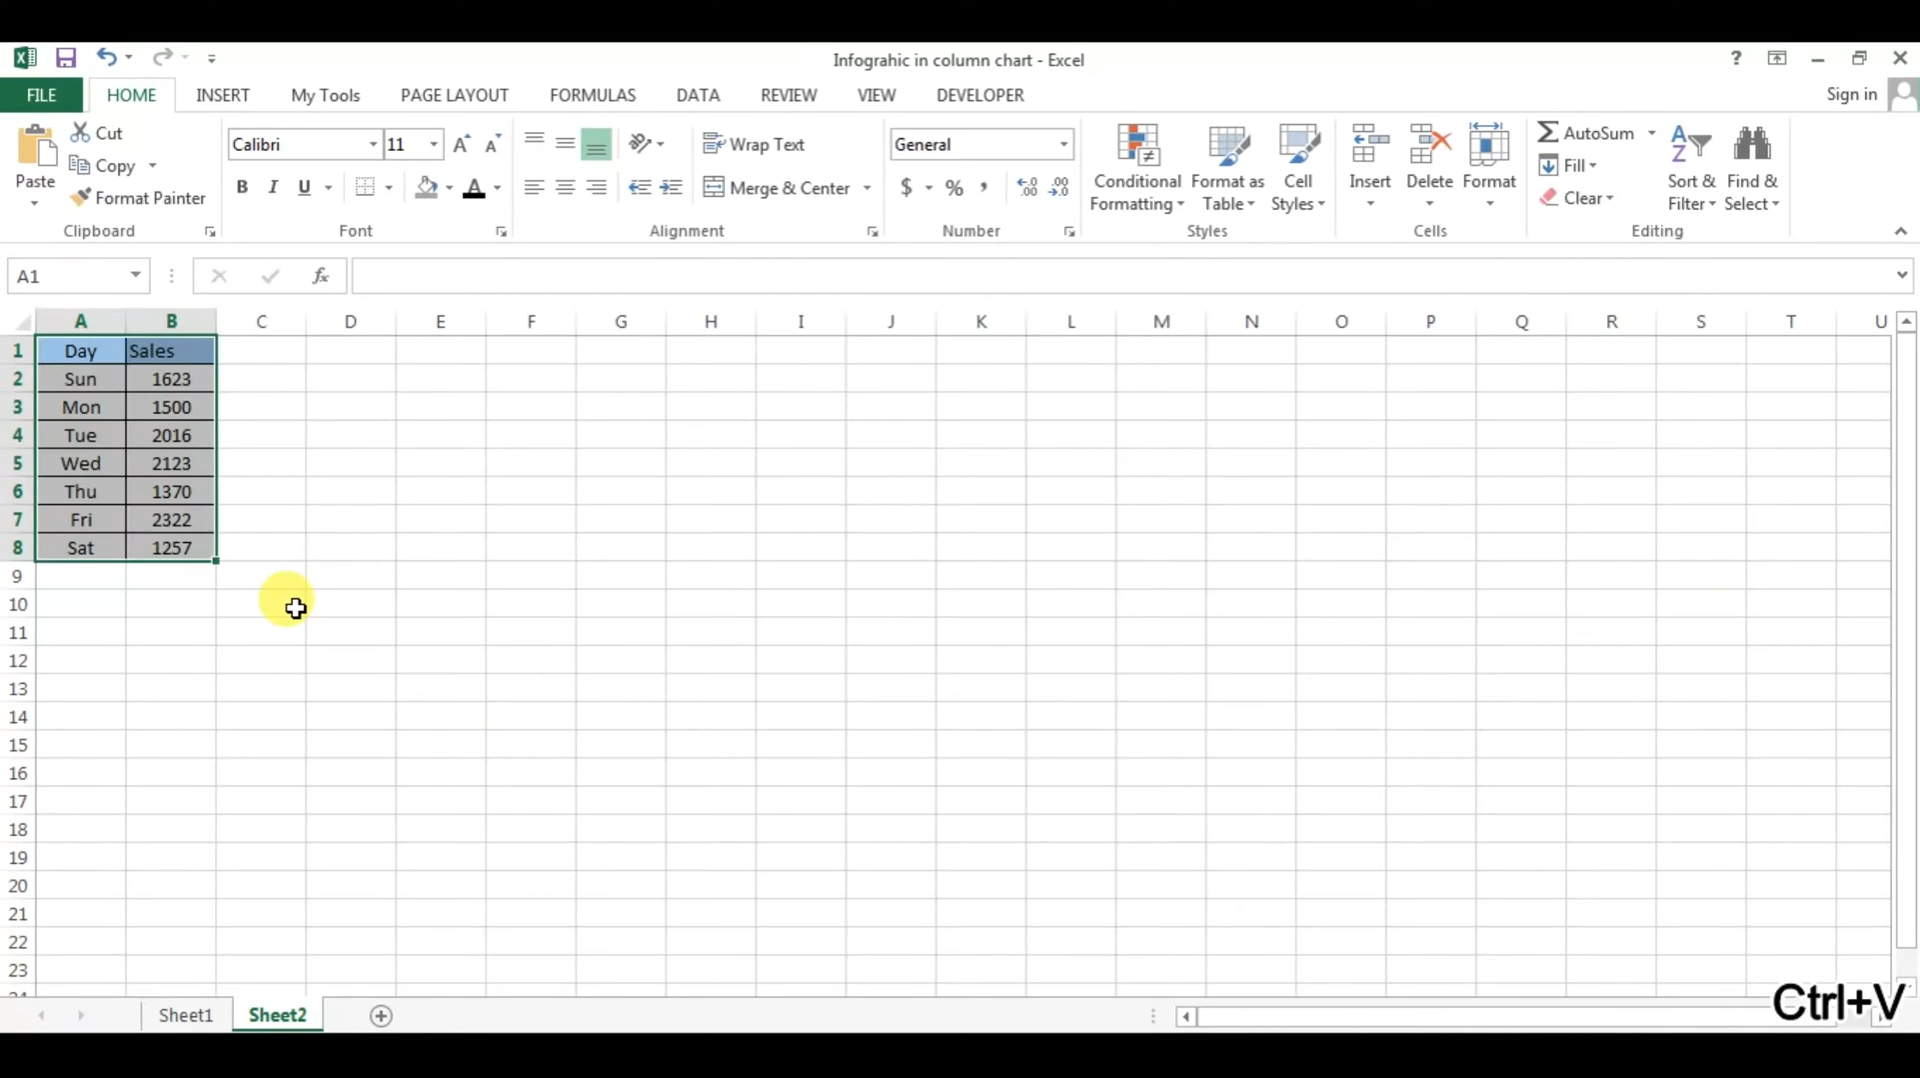 Infograhic in column chart - Excel
?
FILE HOME INSERT My Tools PAGE LAYOUT FORMULAS DATA REVIEW VIEW DEVELOPER Sign in
Cut
Copy
Format Painter
Paste
Clipboard
Calibri 11
B I U A
Font
Wrap Text
Merge & Center
Alignment
General
$ % ,
Number
Conditional Formatting
Format as Table
Cell Styles
Styles
Insert
Delete
Format
Cells
AutoSum
Fill
Clear
Sort & Filter
Find & Select
Editing
A1 fx
A B C D E F G H I J K L M N O P Q R S T U
1 Day Sales
2 Sun 1623
3 Mon 1500
4 Tue 2016
5 Wed 2123
6 Thu 1370
7 Fri 2322
8 Sat 1257
9
10
11
12
13
14
15
16
17
18
19
20
21
22
23
24
Sheet1 Sheet2
Ctrl+V